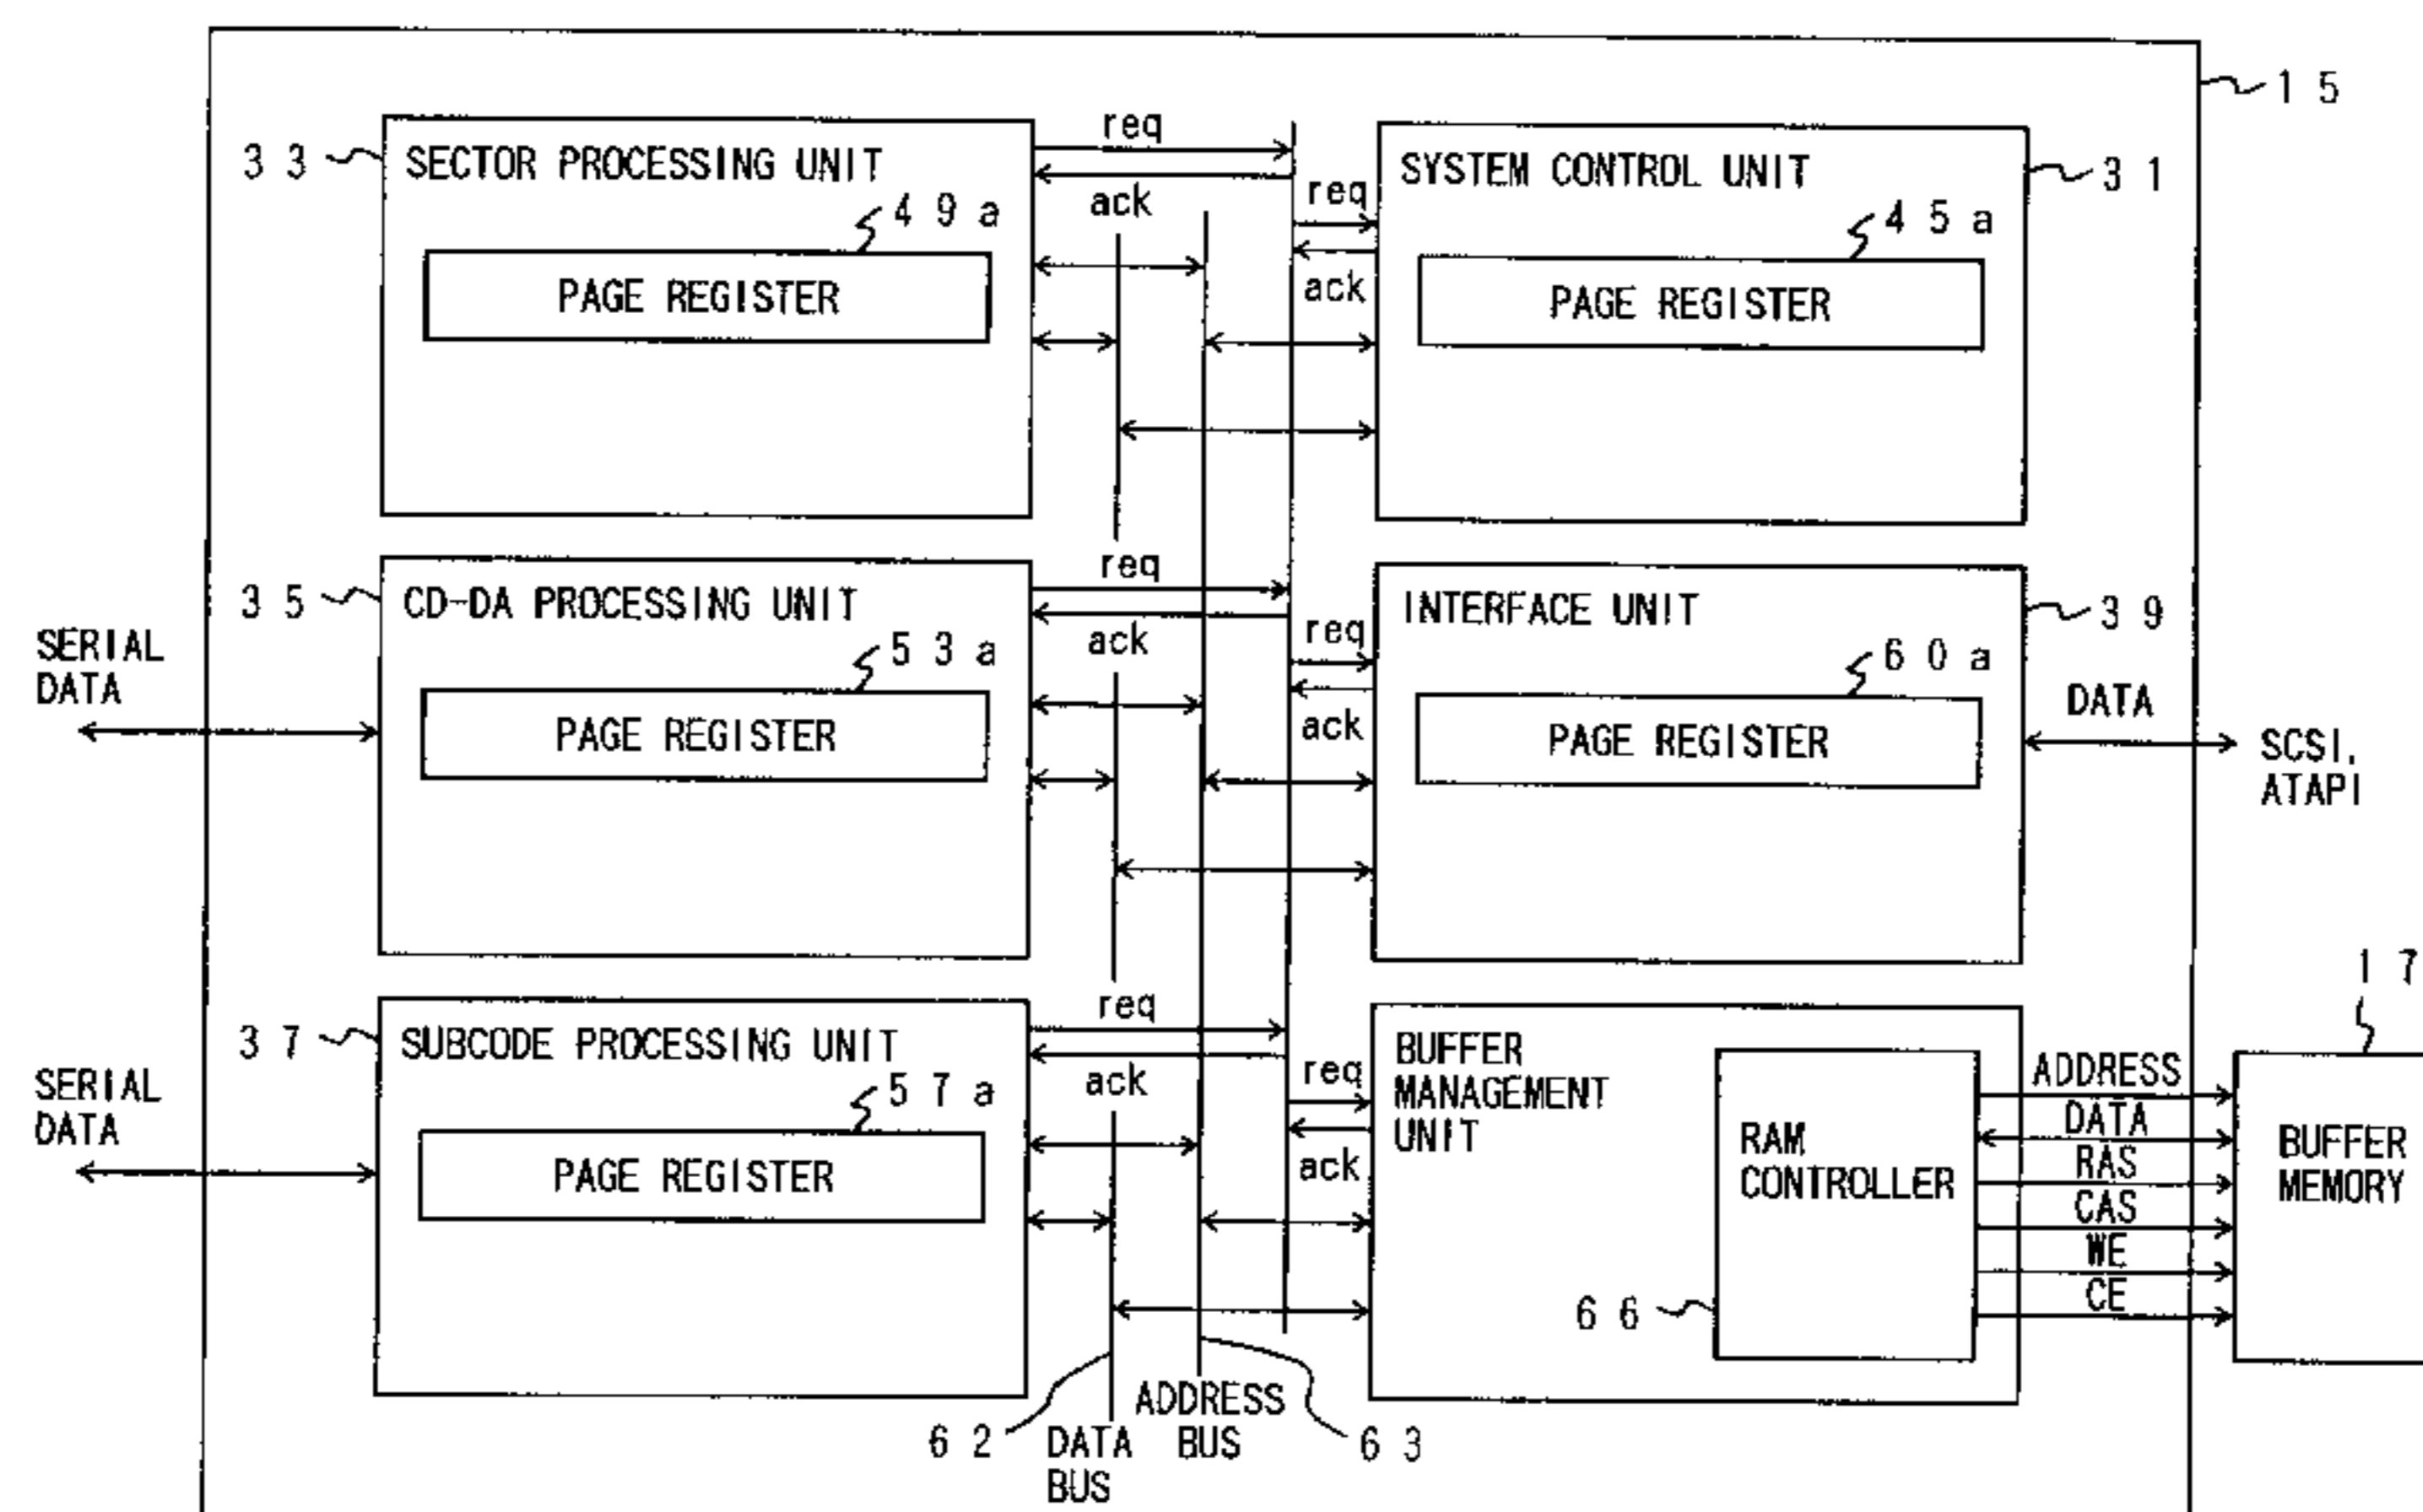 15
33
SECTOR PROCESSING UNIT
49a
PAGE REGISTER
req
ack
req
ack
SYSTEM CONTROL UNIT
31
45a
PAGE REGISTER
35
CD-DA PROCESSING UNIT
53a
PAGE REGISTER
SERIAL
DATA
req
ack
req
ack
INTERFACE UNIT
39
60a
PAGE REGISTER
DATA
SCSI,
ATAPI
37
SUBCODE PROCESSING UNIT
57a
PAGE REGISTER
SERIAL
DATA
req
ack
req
ack
BUFFER
MANAGEMENT
UNIT
RAM
CONTROLLER
66
ADDRESS
DATA
RAS
CAS
WE
CE
17
BUFFER
MEMORY
62
DATA
BUS
ADDRESS
BUS
63